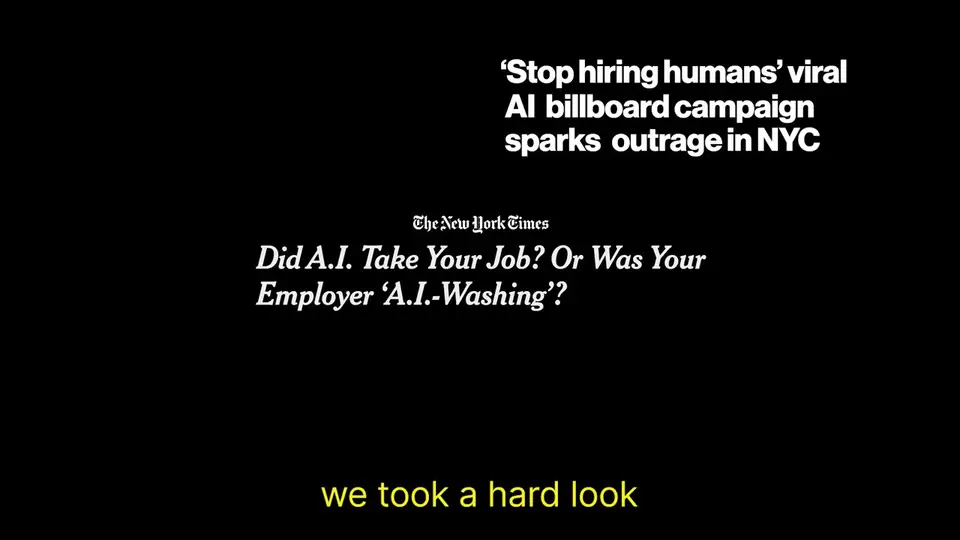 ‘Stop hiring humans’ viral
AI billboard campaign
sparks outrage in NYC
The New York Times
Did A.I. Take Your Job? Or Was Your
Employer ‘A.I.-Washing’?
we took a hard look